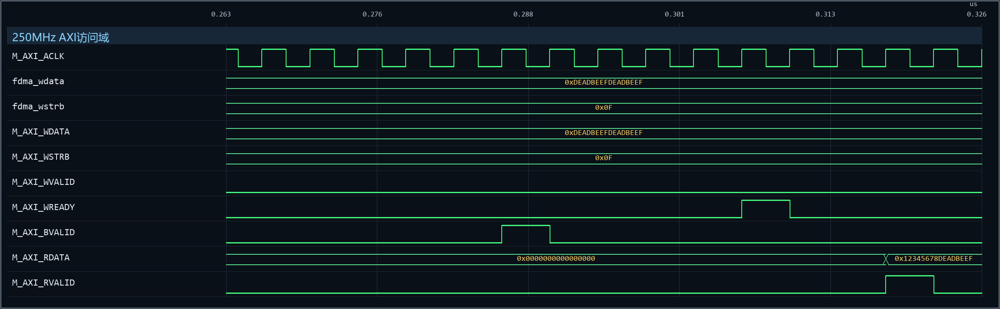 us
0.263 0.276 0.288 0.301 0.313 0.326
250MHz AXI访问域
M_AXI_ACLK
fdma_wdata 0xDEADBEEFDEADBEEF
fdma_wstrb 0x0F
M_AXI_WDATA 0xDEADBEEFDEADBEEF
M_AXI_WSTRB 0x0F
M_AXI_WVALID
M_AXI_WREADY
M_AXI_BVALID
M_AXI_RDATA 0x0000000000000000 0x12345678DEADBEEF
M_AXI_RVALID